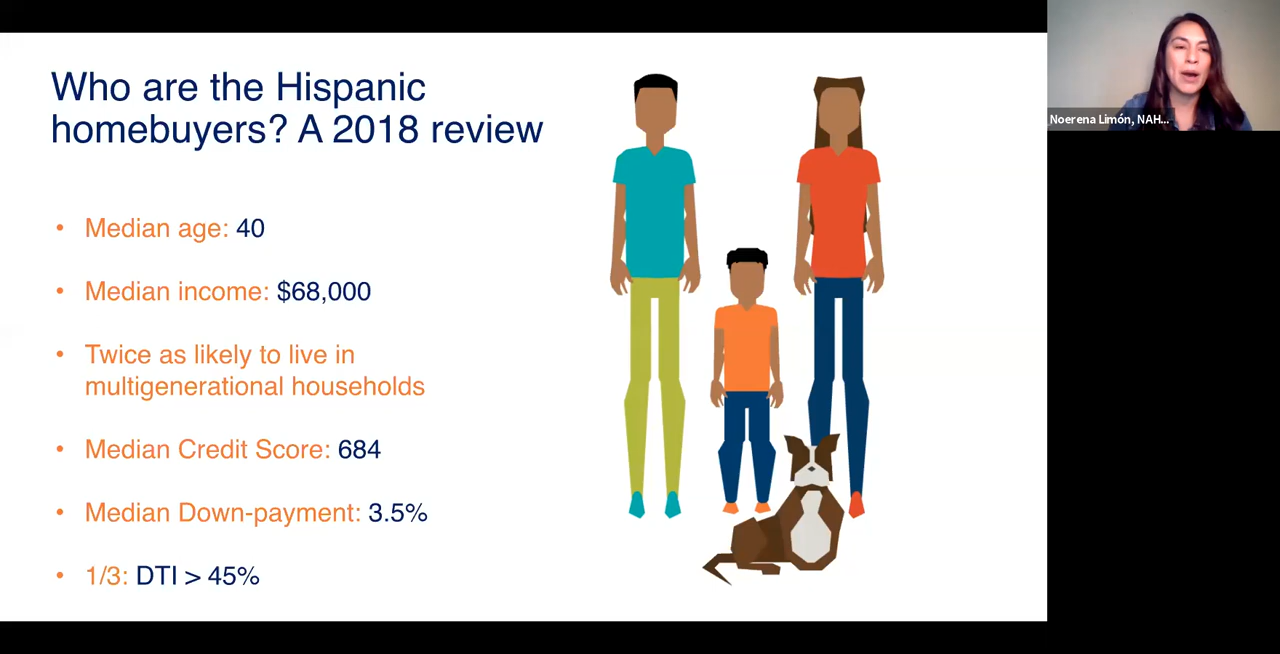 Who are the Hispanic
homebuyers? A 2018 review
• Median age: 40
• Median income: $68,000
• Twice as likely to live in
multigenerational households
• Median Credit Score: 684
• Median Down-payment: 3.5%
• 1/3: DTI > 45%
Noerena Limón, NAH...